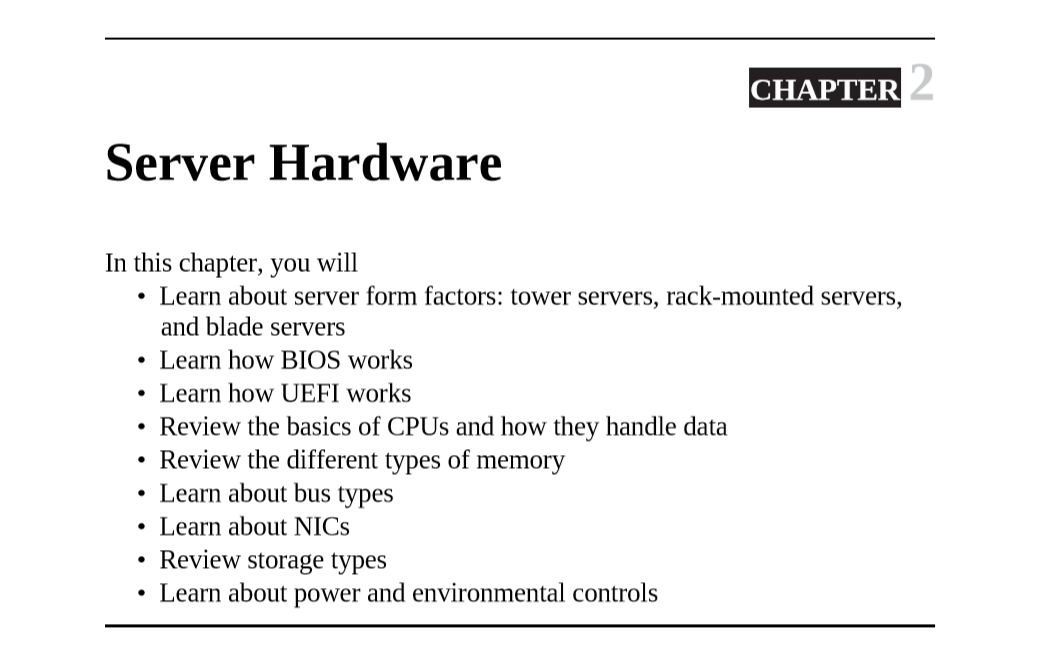 CHAPTER 2
Server Hardware
In this chapter, you will
• Learn about server form factors: tower servers, rack-mounted servers,
and blade servers
• Learn how BIOS works
• Learn how UEFI works
• Review the basics of CPUs and how they handle data
• Review the different types of memory
• Learn about bus types
• Learn about NICs
• Review storage types
• Learn about power and environmental controls